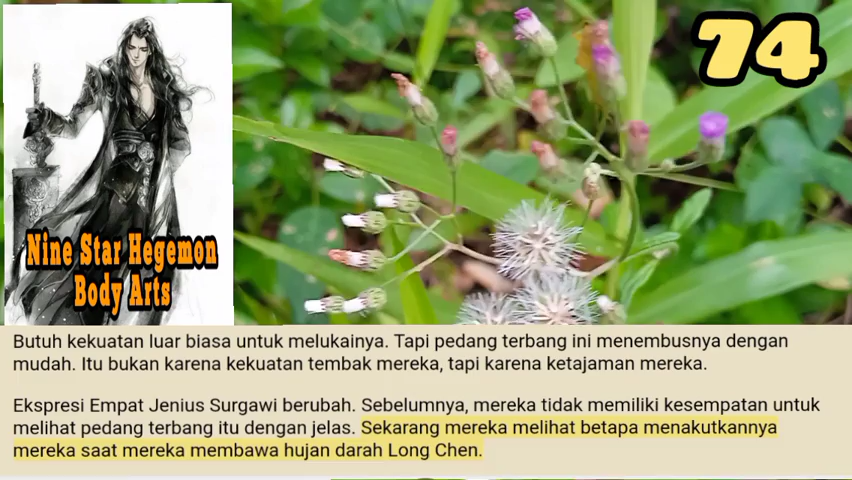 74
Nine Star Hegemon
Body Arts
Butuh kekuatan luar biasa untuk melukainya. Tapi pedang terbang ini menembusnya dengan
mudah. Itu bukan karena kekuatan tembak mereka, tapi karena ketajaman mereka.
Ekspresi Empat Jenius Surgawi berubah. Sebelumnya, mereka tidak memiliki kesempatan untuk
melihat pedang terbang itu dengan jelas. Sekarang mereka melihat betapa menakutkannya
mereka saat mereka membawa hujan darah Long Chen.